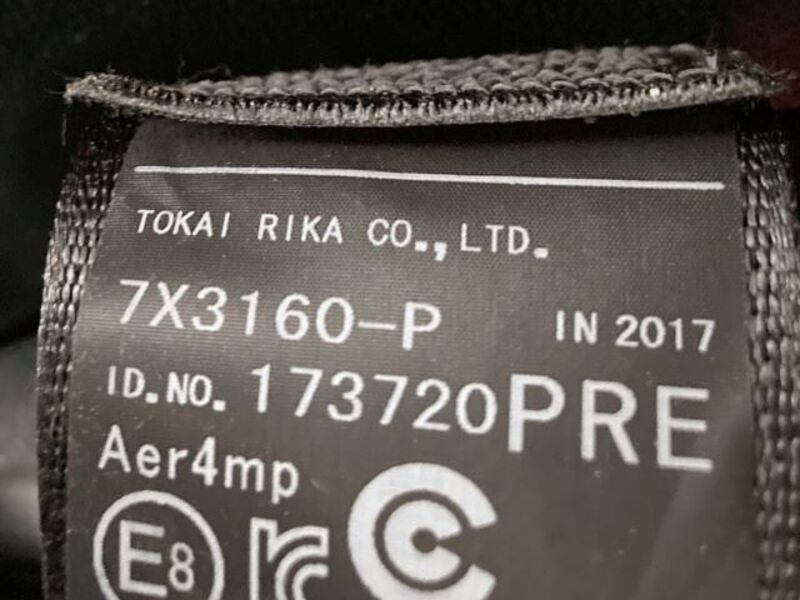 TOKAI RIKA CO.,LTD.
7X3160-P IN 2017
ID.NO. 173720PRE
Aer4mp
E8